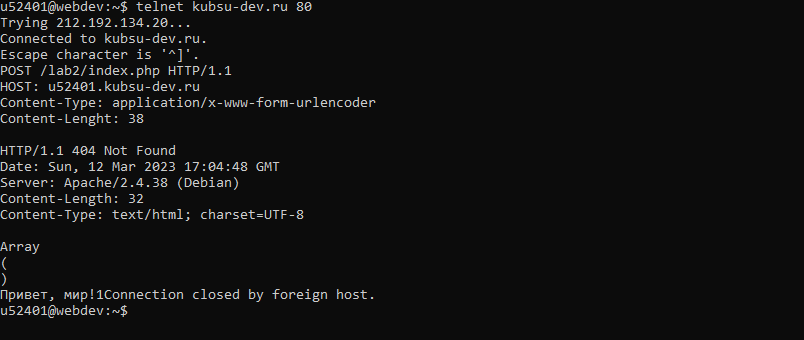 u52401@webdev:~$ telnet kubsu-dev.ru 80
Trying 212.192.134.20...
Connected to kubsu-dev.ru.
Escape character is '^]'.
POST /lab2/index.php HTTP/1.1
HOST: u52401.kubsu-dev.ru
Content-Type: application/x-www-form-urlencoder
Content-Lenght: 38

HTTP/1.1 404 Not Found
Date: Sun, 12 Mar 2023 17:04:48 GMT
Server: Apache/2.4.38 (Debian)
Content-Length: 32
Content-Type: text/html; charset=UTF-8

Array
(
)
Привет, мир!1Connection closed by foreign host.
u52401@webdev:~$